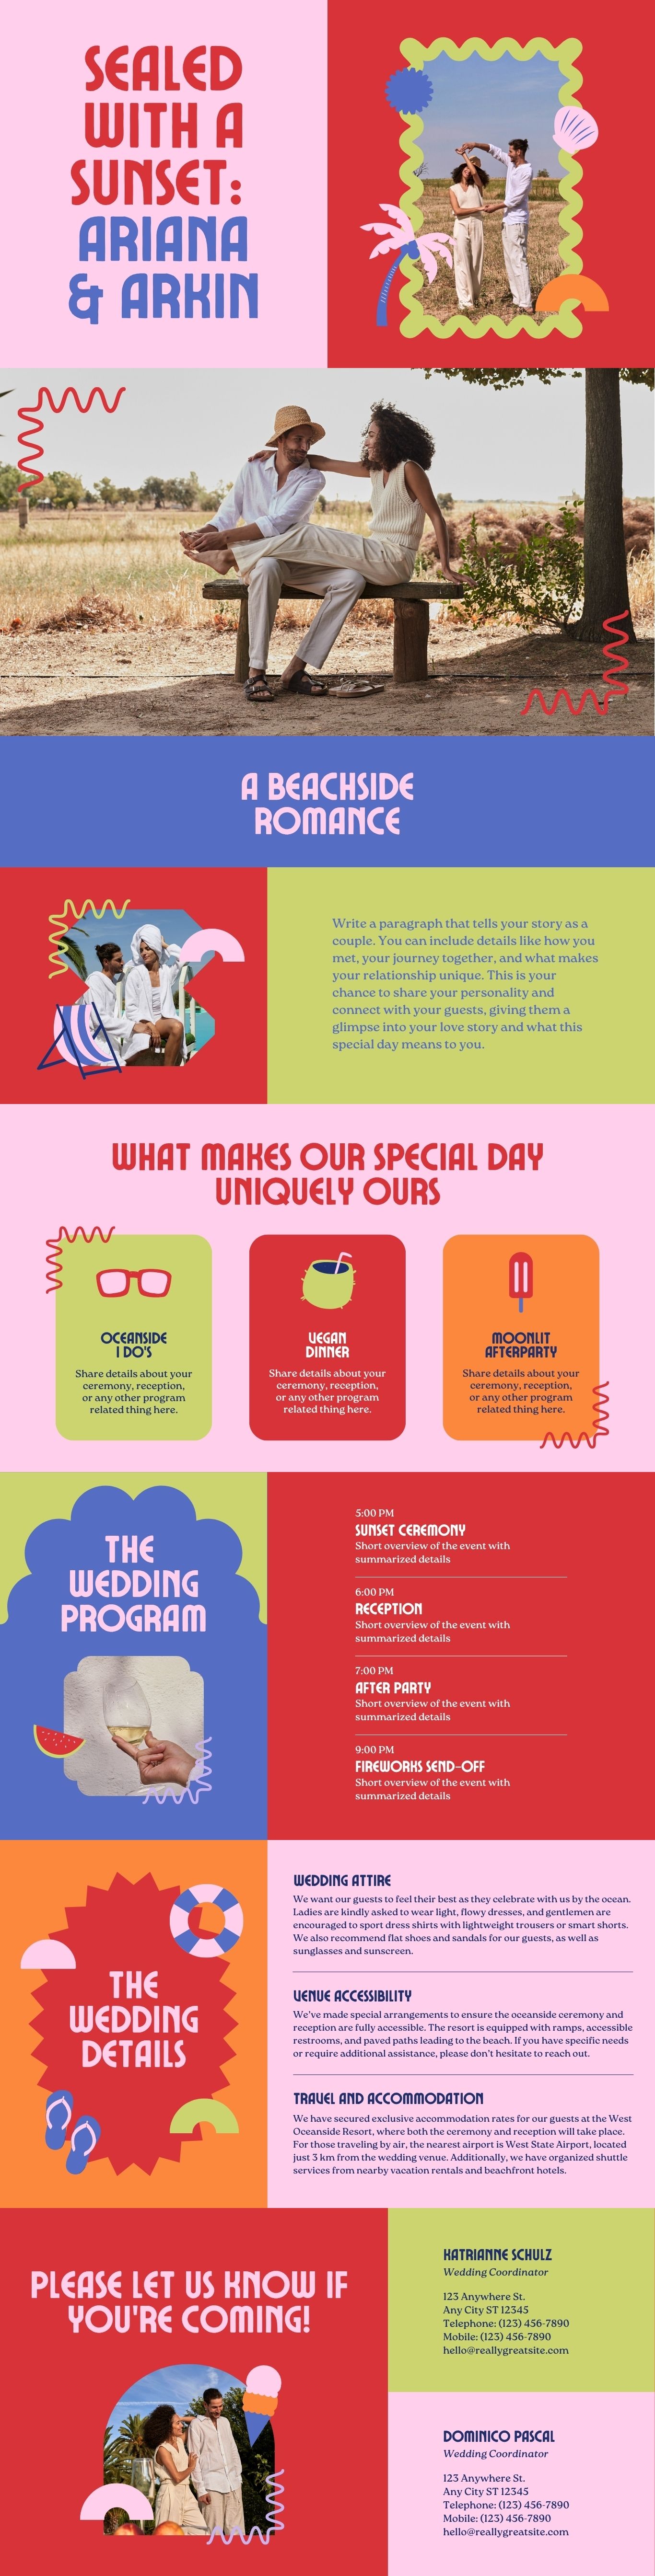 SEALED
WITH A
SUNSET:
ARIANA
& ARKIN
A BEACHSIDE
ROMANCE
Write a paragraph that tells your story as a
couple. You can include details like how you
met, your journey together, and what makes
your relationship unique. This is your
chance to share your personality and
connect with your guests, giving them a
glimpse into your love story and what this
special day means to you.
WHAT MAKES OUR SPECIAL DAY
UNIQUELY OURS
OCEANSIDE
I DO'S
Share details about your
ceremony, reception,
or any other program
related thing here.
VEGAN
DINNER
Share details about your
ceremony, reception,
or any other program
related thing here.
MOONLIT
AFTERPARTY
Share details about your
ceremony, reception,
or any other program
related thing here.
THE
WEDDING
PROGRAM
5:00 PM
SUNSET CEREMONY
Short overview of the event with
summarized details
6:00 PM
RECEPTION
Short overview of the event with
summarized details
7:00 PM
AFTER PARTY
Short overview of the event with
summarized details
9:00 PM
FIREWORKS SEND-OFF
Short overview of the event with
summarized details
THE
WEDDING
DETAILS
WEDDING ATTIRE
We want our guests to feel their best as they celebrate with us by the ocean.
Ladies are kindly asked to wear light, flowy dresses, and gentlemen are
encouraged to sport dress shirts with lightweight trousers or smart shorts.
We also recommend flat shoes and sandals for our guests, as well as
sunglasses and sunscreen.
VENUE ACCESSIBILITY
We've made special arrangements to ensure the oceanside ceremony and
reception are fully accessible. The resort is equipped with ramps, accessible
restrooms, and paved paths leading to the beach. If you have specific needs
or require additional assistance, please don't hesitate to reach out.
TRAVEL AND ACCOMMODATION
We have secured exclusive accommodation rates for our guests at the West
Oceanside Resort, where both the ceremony and reception will take place.
For those traveling by air, the nearest airport is West State Airport, located
just 3 km from the wedding venue. Additionally, we have organized shuttle
services from nearby vacation rentals and beachfront hotels.
PLEASE LET US KNOW IF
YOU'RE COMING!
KATRIANNE SCHULZ
Wedding Coordinator
123 Anywhere St.
Any City ST 12345
Telephone: (123) 456-7890
Mobile: (123) 456-7890
hello@reallygreatsite.com
DOMINICO PASCAL
Wedding Coordinator
123 Anywhere St.
Any City ST 12345
Telephone: (123) 456-7890
Mobile: (123) 456-7890
hello@reallygreatsite.com